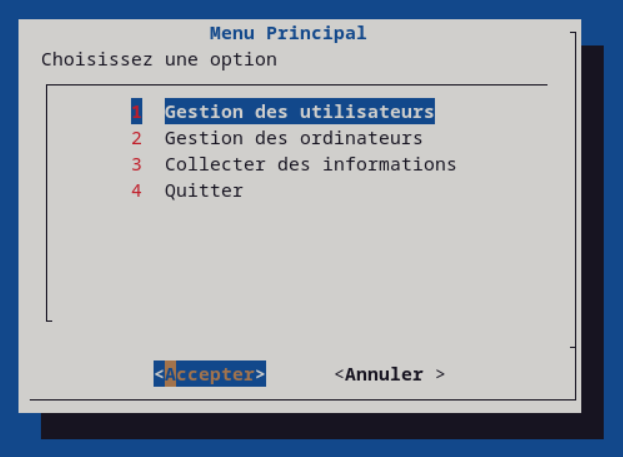 Menu Principal
Choisissez une option
1 Gestion des utilisateurs
2 Gestion des ordinateurs
3 Collecter des informations
4 Quitter
<Accepter> <Annuler >